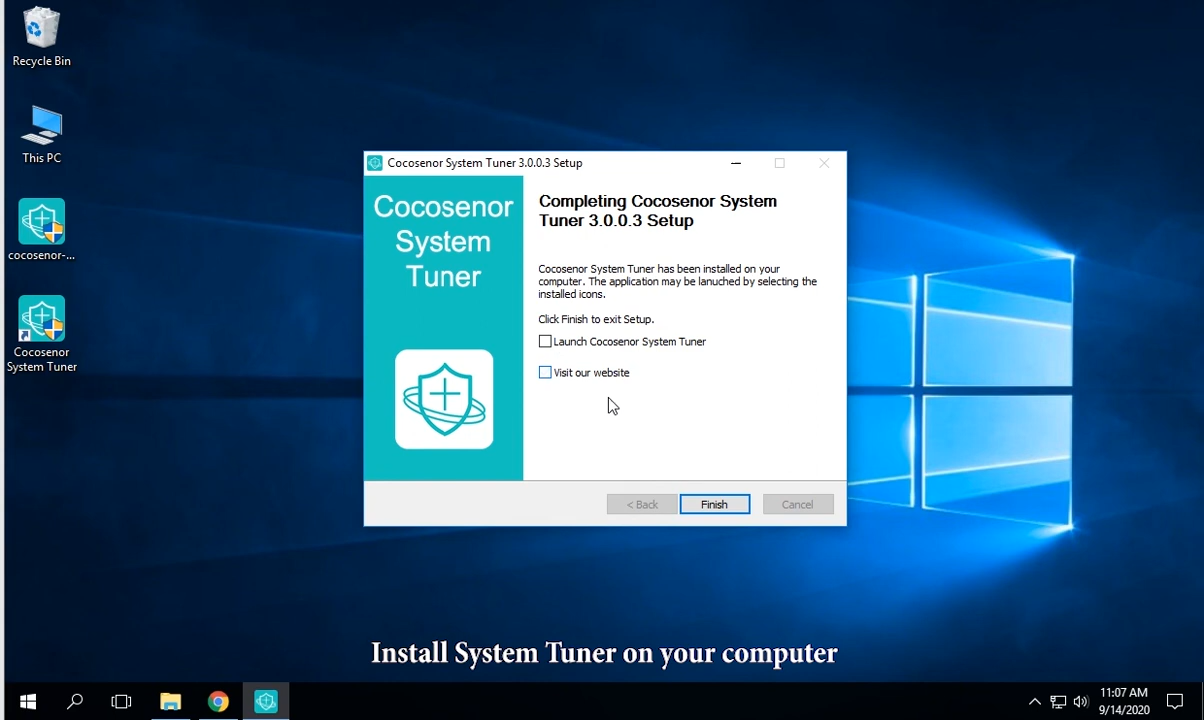 Recycle Bin
This PC
cocosenor-...
Cocosenor
System Tuner
Cocosenor System Tuner 3.0.0.3 Setup
Cocosenor
System
Tuner
Completing Cocosenor System
Tuner 3.0.0.3 Setup
Cocosenor System Tuner has been installed on your
computer. The application may be lanuched by selecting the
installed icons.
Click Finish to exit Setup.
Launch Cocosenor System Tuner
Visit our website
< Back
Finish
Cancel
Install System Tuner on your computer
11:07 AM
9/14/2020